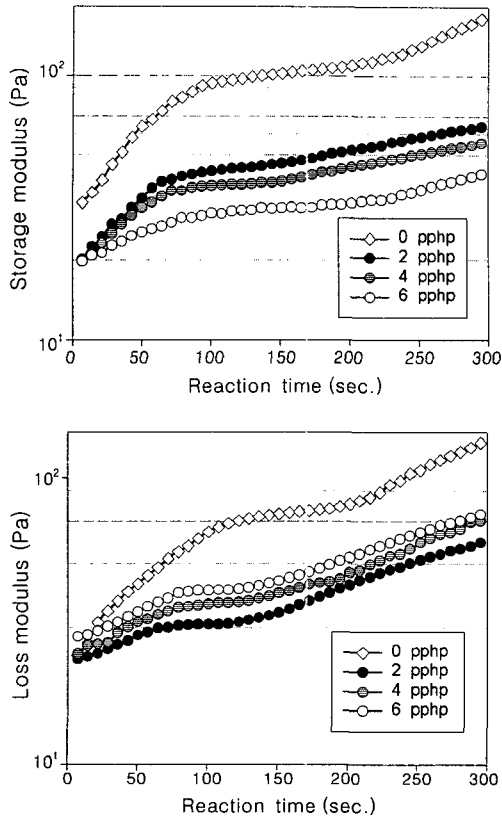 Storage modulus (Pa)
10²
10¹
0 pphp
2 pphp
4 pphp
6 pphp
0 50 100 150 200 250 300
Reaction time (sec.)
Loss modulus (Pa)
10²
10¹
0 pphp
2 pphp
4 pphp
6 pphp
0 50 100 150 200 250 300
Reaction time (sec.)